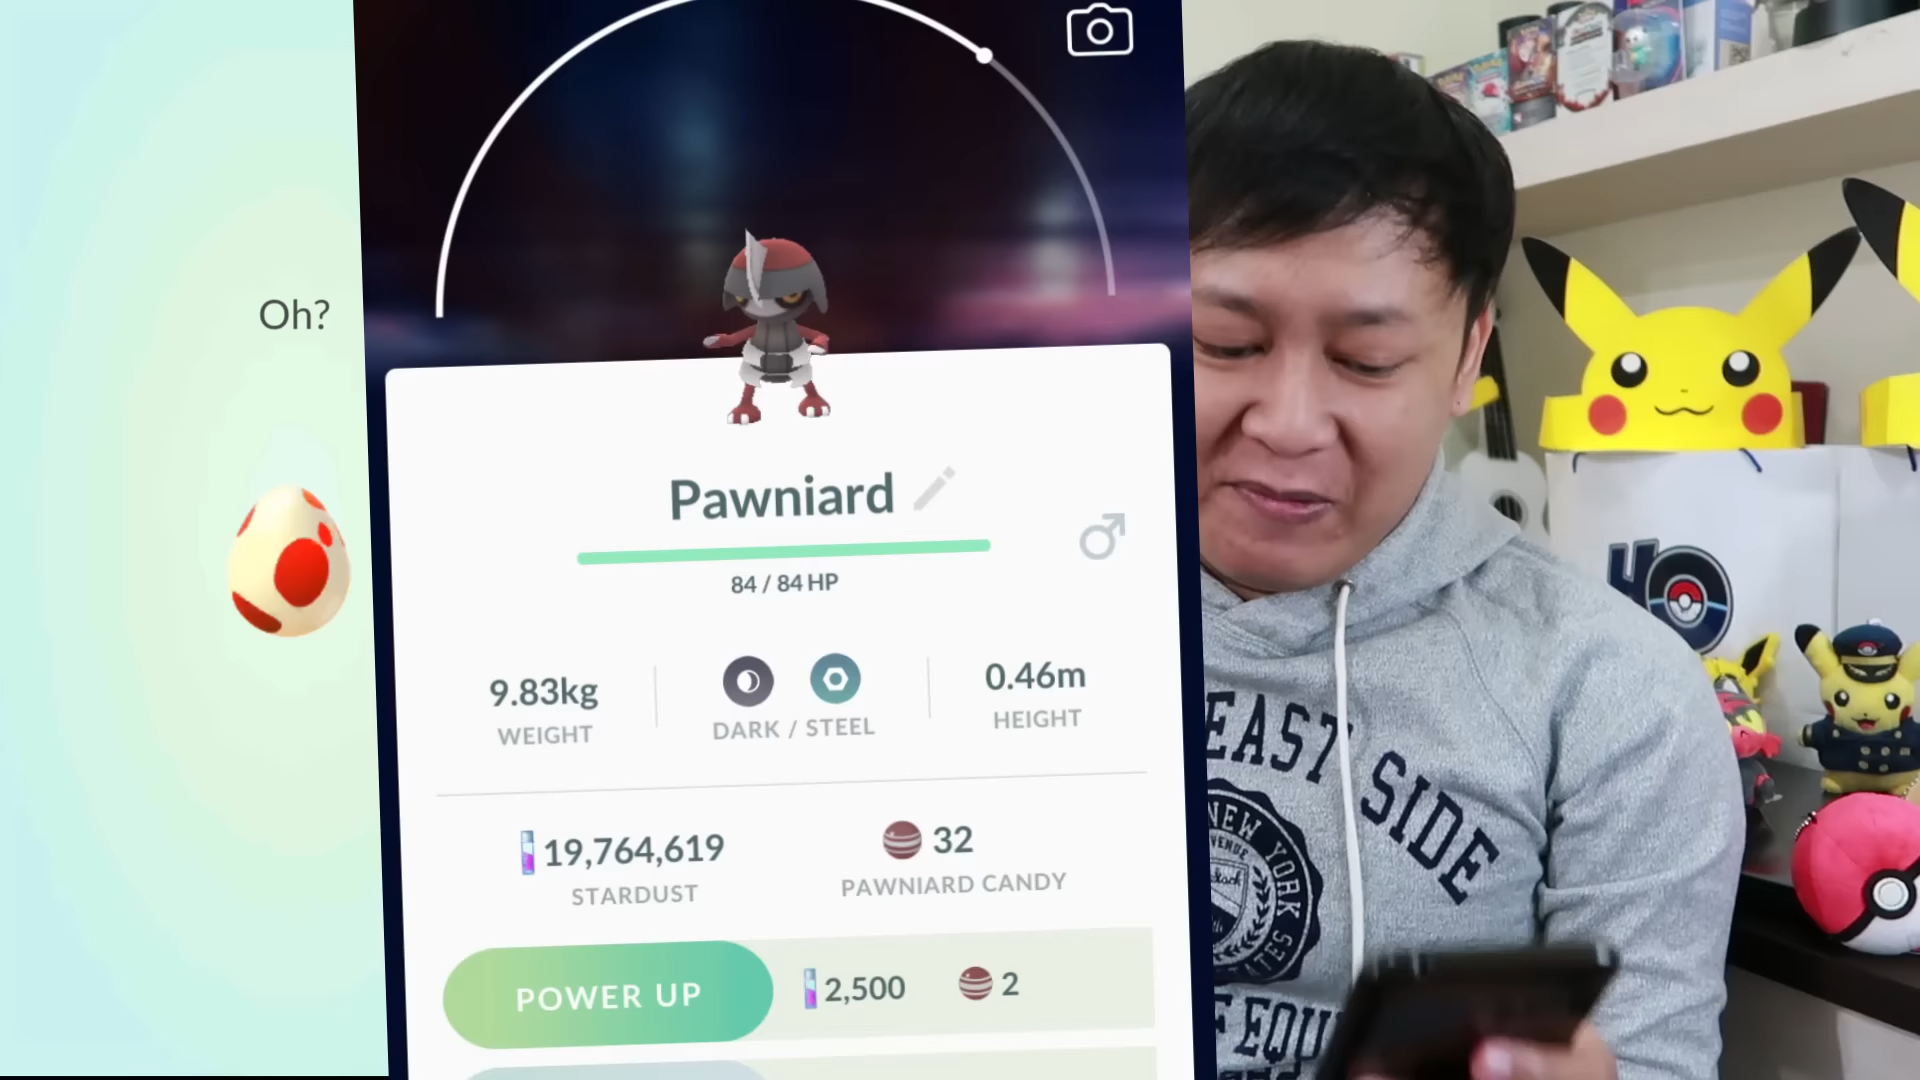 Oh?
Pawniard
84 / 84 HP
9.83kg
WEIGHT
DARK / STEEL
0.46m
HEIGHT
19,764,619
STARDUST
32
PAWNIARD CANDY
POWER UP
2,500
2
EAST SIDE
NEW YORK
AVENUE